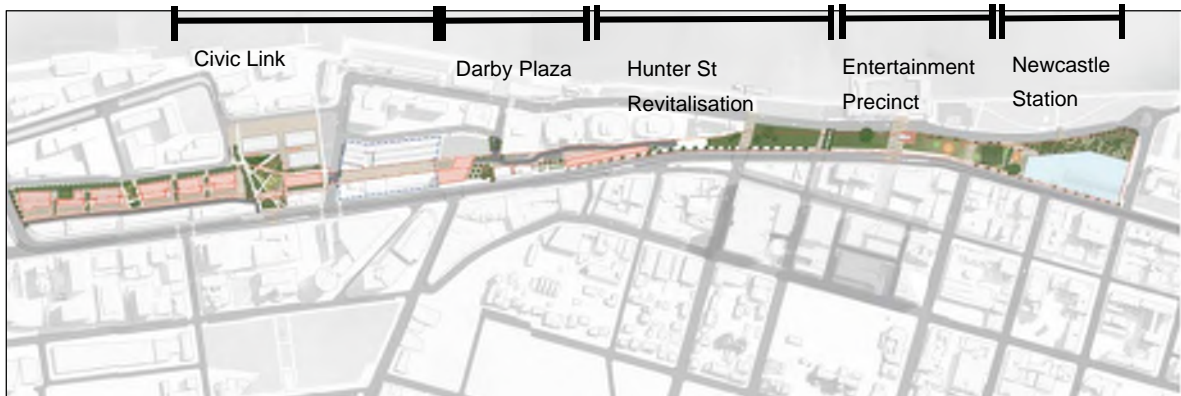 Civic Link
Darby Plaza
Hunter St
Revitalisation
Entertainment
Precinct
Newcastle
Station